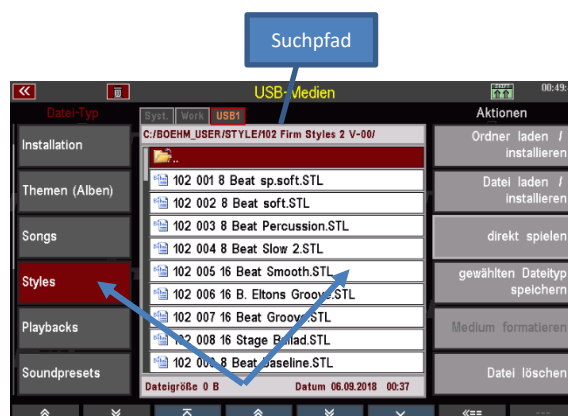 Suchpfad
USB-Medien
00:49:
Datei-Typ
Syst. Work USB1
Aktionen
C:/BOEHM_USER/STYLE/102 Firm Styles 2 V-00/
Installation
Themen (Alben)
Songs
Styles
Playbacks
Soundpresets
..
102 001 8 Beat sp.soft.STL
102 002 8 Beat soft.STL
102 003 8 Beat Percussion.STL
102 004 8 Beat Slow 2.STL
102 005 16 Beat Smooth.STL
102 006 16 B. Eltons Groove.STL
102 007 16 Beat Groove.STL
102 008 16 Stage Ballad.STL
102 009 8 Beat Baseline.STL
Dateigröße 0 B Datum 06.09.2018 00:37
Ordner laden /
installieren
Datei laden /
installieren
direkt spielen
gewählten Dateityp
speichern
Medium formatieren
Datei löschen